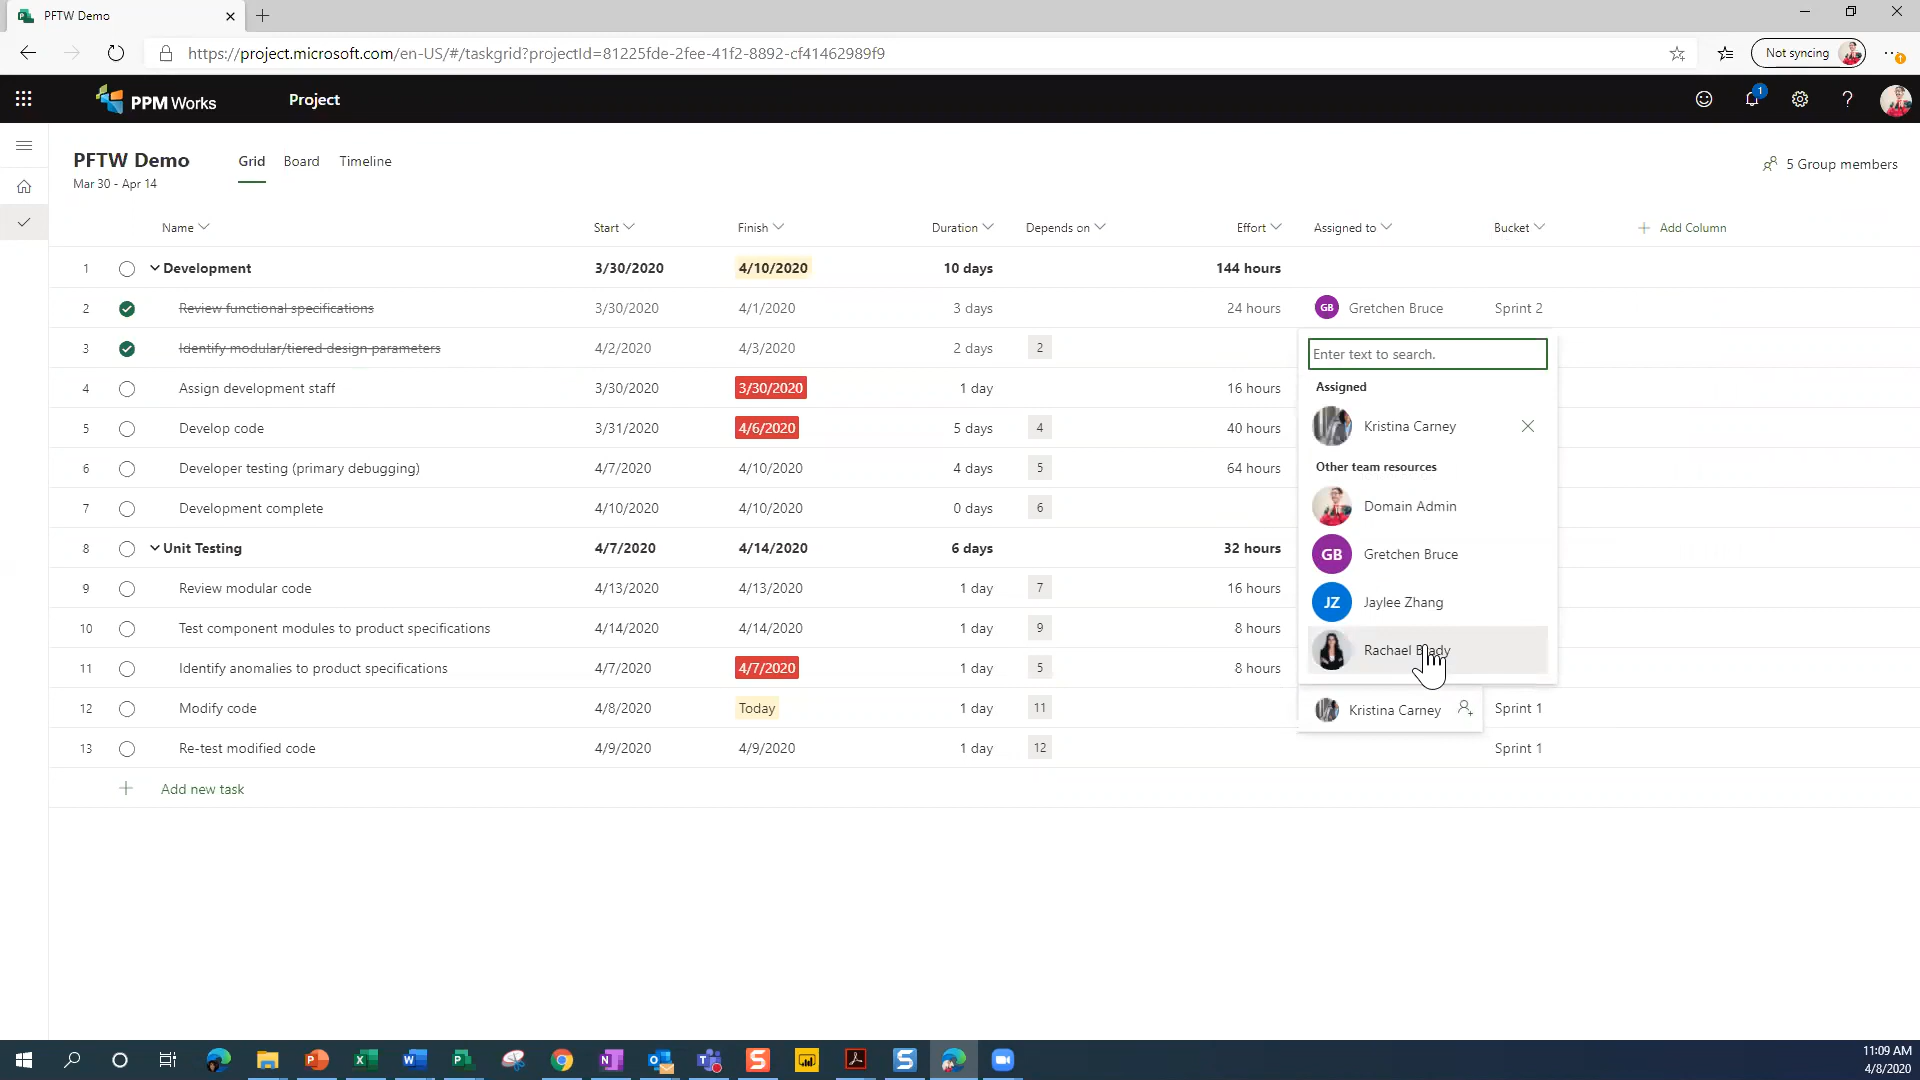 PFTW Demo
https://project.microsoft.com/en-US/#/taskgrid?projectId=81225fde-2fee-41f2-8892-cf41462989f9
Not syncing
PPM Works
Project
1
?
PFTW Demo
Mar 30 - Apr 14
Grid Board Timeline
5 Group members
Name Start Finish Duration Depends on Effort Assigned to Bucket Add Column
1 Development 3/30/2020 4/10/2020 10 days 144 hours
2 Review functional specifications 3/30/2020 4/1/2020 3 days 24 hours GB Gretchen Bruce Sprint 2
3 Identify modular/tiered design parameters 4/2/2020 4/3/2020 2 days 2
4 Assign development staff 3/30/2020 3/30/2020 1 day 16 hours
5 Develop code 3/31/2020 4/6/2020 5 days 4 40 hours
6 Developer testing (primary debugging) 4/7/2020 4/10/2020 4 days 5 64 hours
7 Development complete 4/10/2020 4/10/2020 0 days 6
8 Unit Testing 4/7/2020 4/14/2020 6 days 32 hours
9 Review modular code 4/13/2020 4/13/2020 1 day 7 16 hours
10 Test component modules to product specifications 4/14/2020 4/14/2020 1 day 9 8 hours
11 Identify anomalies to product specifications 4/7/2020 4/7/2020 1 day 5 8 hours
12 Modify code 4/8/2020 Today 1 day 11 Kristina Carney Sprint 1
13 Re-test modified code 4/9/2020 4/9/2020 1 day 12 Sprint 1
Add new task
Enter text to search.
Assigned
Kristina Carney
Other team resources
Domain Admin
GB Gretchen Bruce
JZ Jaylee Zhang
Rachael
11:09 AM
4/8/2020